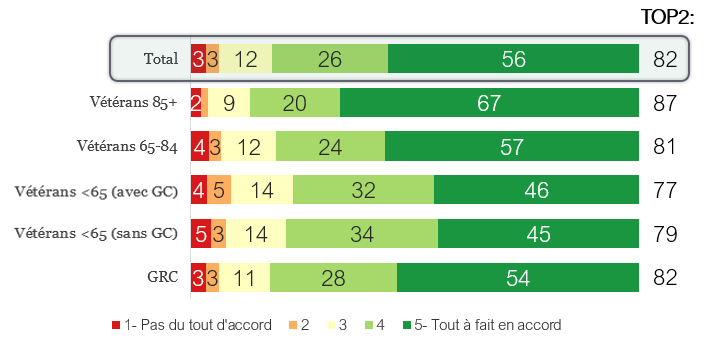 TOP2:
Total 3 3 12 26 56 82
Vétérans 85+ 2 9 20 67 87
Vétérans 65-84 4 3 12 24 57 81
Vétérans <65 (avec GC) 4 5 14 32 46 77
Vétérans <65 (sans GC) 5 3 14 34 45 79
GRC 3 3 11 28 54 82
1- Pas du tout d'accord 2 3 4 5- Tout à fait en accord